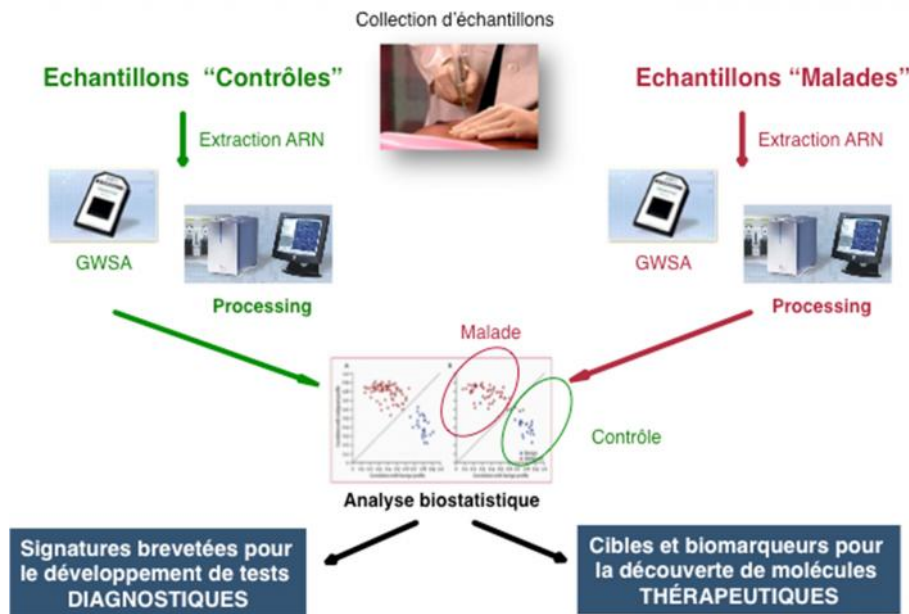 Collection d'échantillons
Echantillons "Contrôles"
Echantillons "Malades"
Extraction ARN
Extraction ARN
GWSA
GWSA
Processing
Processing
Malade
Contrôle
A
Analyse biostatistique
Signatures brevetées pour
le développement de tests
DIAGNOSTIQUES
Cibles et biomarqueurs pour
la découverte de molécules
THÉRAPEUTIQUES